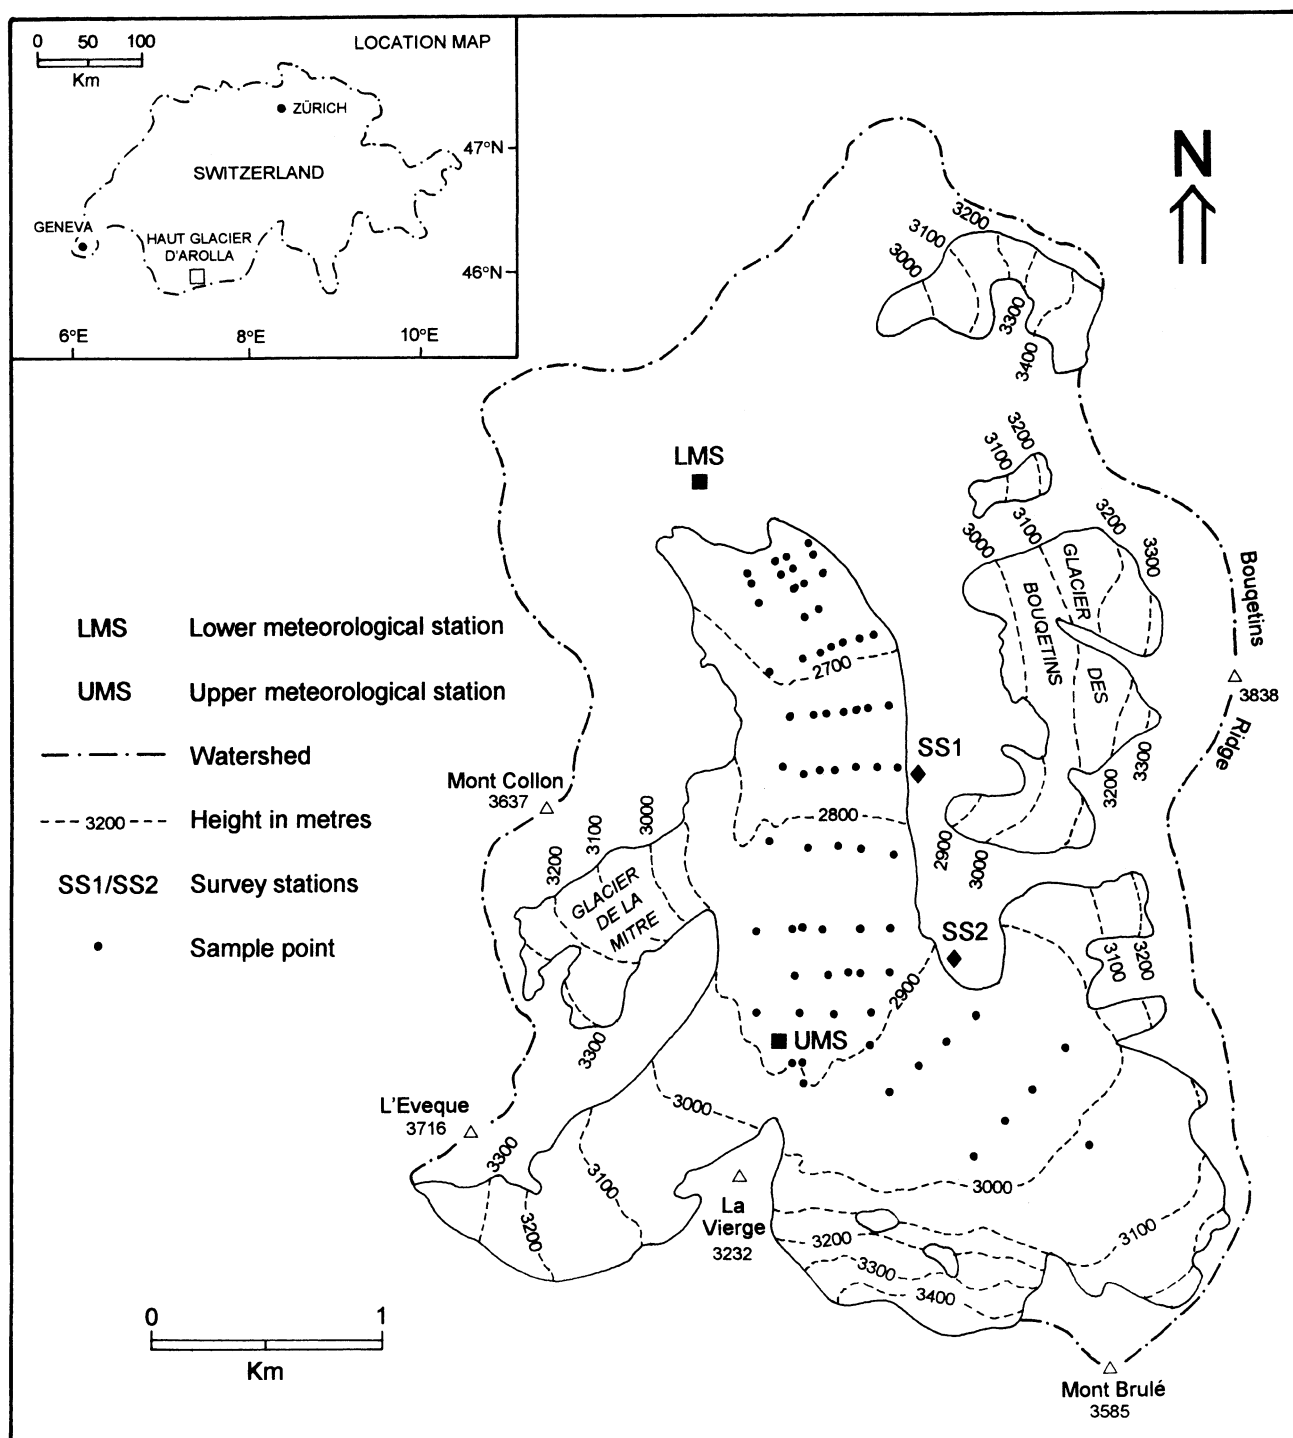 0 50 100
Km
LOCATION MAP
ZÜRICH
47°N
SWITZERLAND
GENEVA
HAUT GLACIER
D'AROLLA
46°N
6°E 8°E 10°E
N
3200
3100
3000
3300
3400
LMS
3200
3100
3100
3000
3200
3300
GLACIER
DES
BOUQETINS
Bouqetins
Ridge
3838
2700
LMS Lower meteorological station
UMS Upper meteorological station
Watershed
3200 Height in metres
SS1/SS2 Survey stations
Sample point
SS1
3300
3200
Mont Collon
3637
2800
3000
3100
3200
2900
3000
GLACIER
DE LA
MITRE
SS2
3100
3200
2900
UMS
3300
L'Eveque
3716
3000
3300
3100
3200
La
Vierge
3232
3000
3100
3200
3300
3400
0 1
Km
Mont Brulé
3585